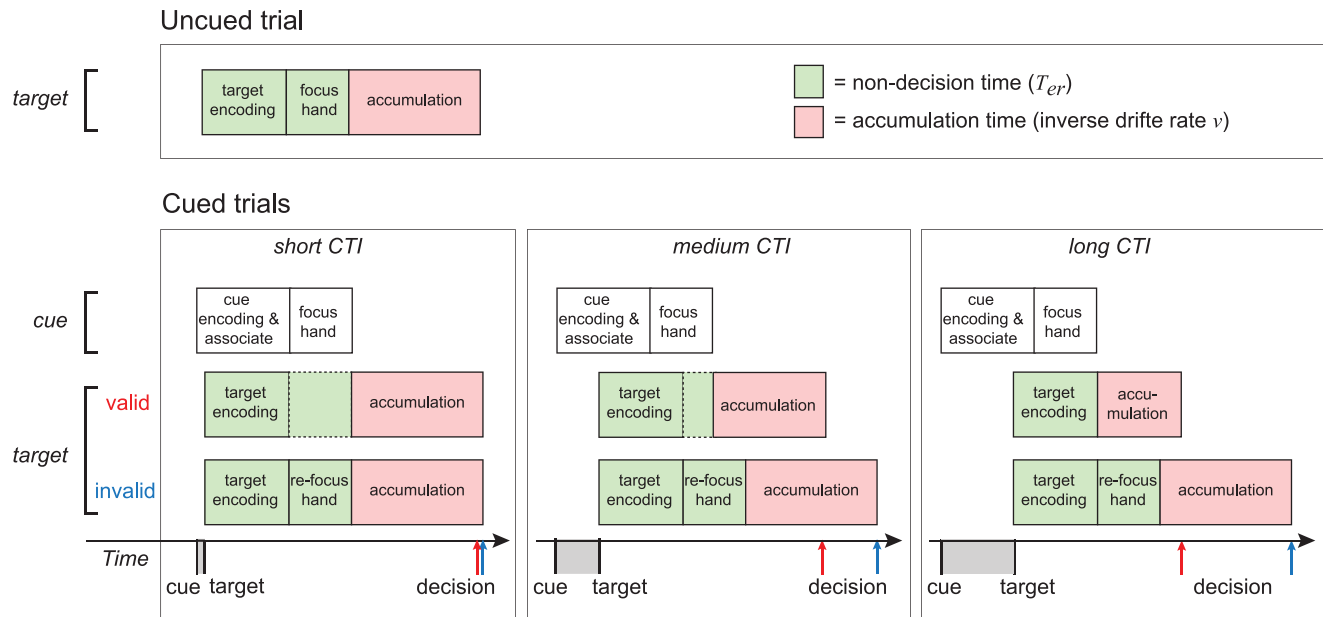 Uncued trial
target
target
encoding
focus
hand
accumulation
= non-decision time (Ter)
= accumulation time (inverse drifte rate v)
Cued trials
short CTI
medium CTI
long CTI
cue
cue
encoding &
associate
focus
hand
cue
encoding &
associate
focus
hand
cue
encoding &
associate
focus
hand
target
valid
target
encoding
accumulation
target
encoding
accumulation
target
encoding
accu-
mulation
invalid
target
encoding
re-focus
hand
accumulation
target
encoding
re-focus
hand
accumulation
target
encoding
re-focus
hand
accumulation
Time
cue
target
decision
cue
target
decision
cue
target
decision